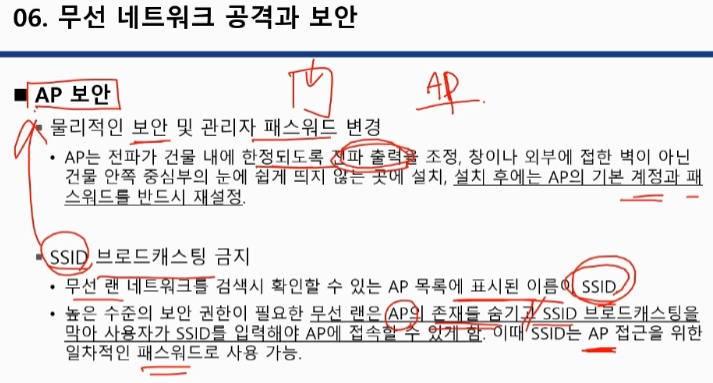 06. 무선 네트워크 공격과 보안
AP
■ AP 보안
▪ 물리적인 보안 및 관리자 패스워드 변경
• AP는 전파가 건물 내에 한정되도록 전파 출력을 조정, 창이나 외부에 접한 벽이 아닌
건물 안쪽 중심부의 눈에 쉽게 띄지 않는 곳에 설치, 설치 후에는 AP의 기본 계정과 패
스워드를 반드시 재설정.
▪ SSID 브로드캐스팅 금지
• 무선 랜 네트워크를 검색시 확인할 수 있는 AP 목록에 표시된 이름이 SSID
• 높은 수준의 보안 권한이 필요한 무선 랜은 AP의 존재를 숨기고 SSID 브로드캐스팅을
막아 사용자가 SSID를 입력해야 AP에 접속할 수 있게 함. 이때 SSID는 AP 접근을 위한
일차적인 패스워드로 사용 가능.